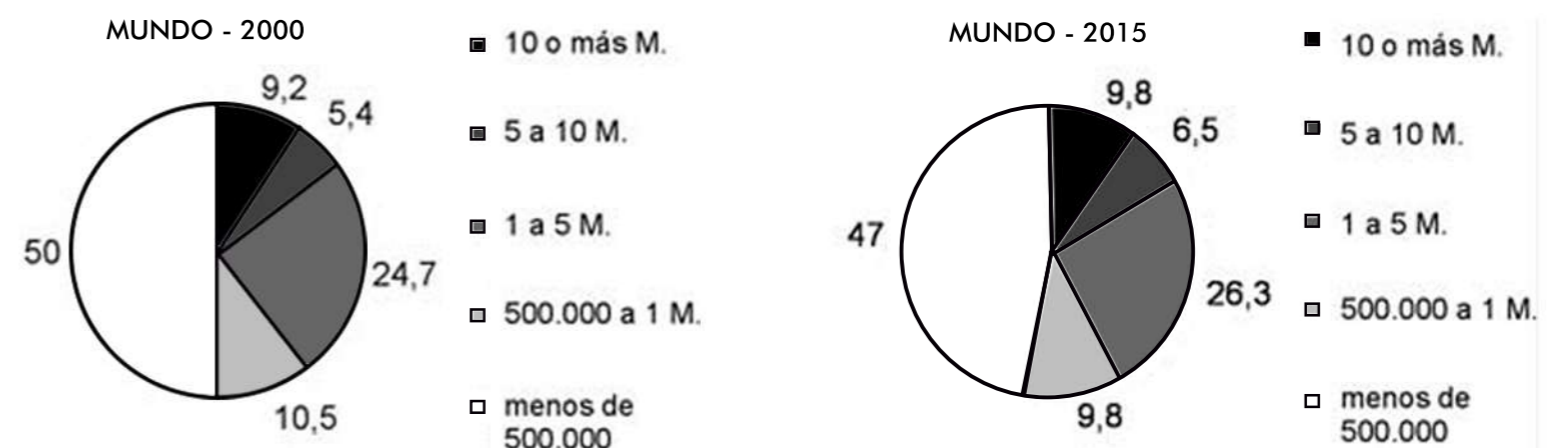 MUNDO - 2000
9,2
5,4
24,7
10,5
50
10 o más M.
5 a 10 M.
1 a 5 M.
500.000 a 1 M.
menos de
500.000
MUNDO - 2015
9,8
6,5
26,3
9,8
47
10 o más M.
5 a 10 M.
1 a 5 M.
500.000 a 1 M.
menos de
500.000